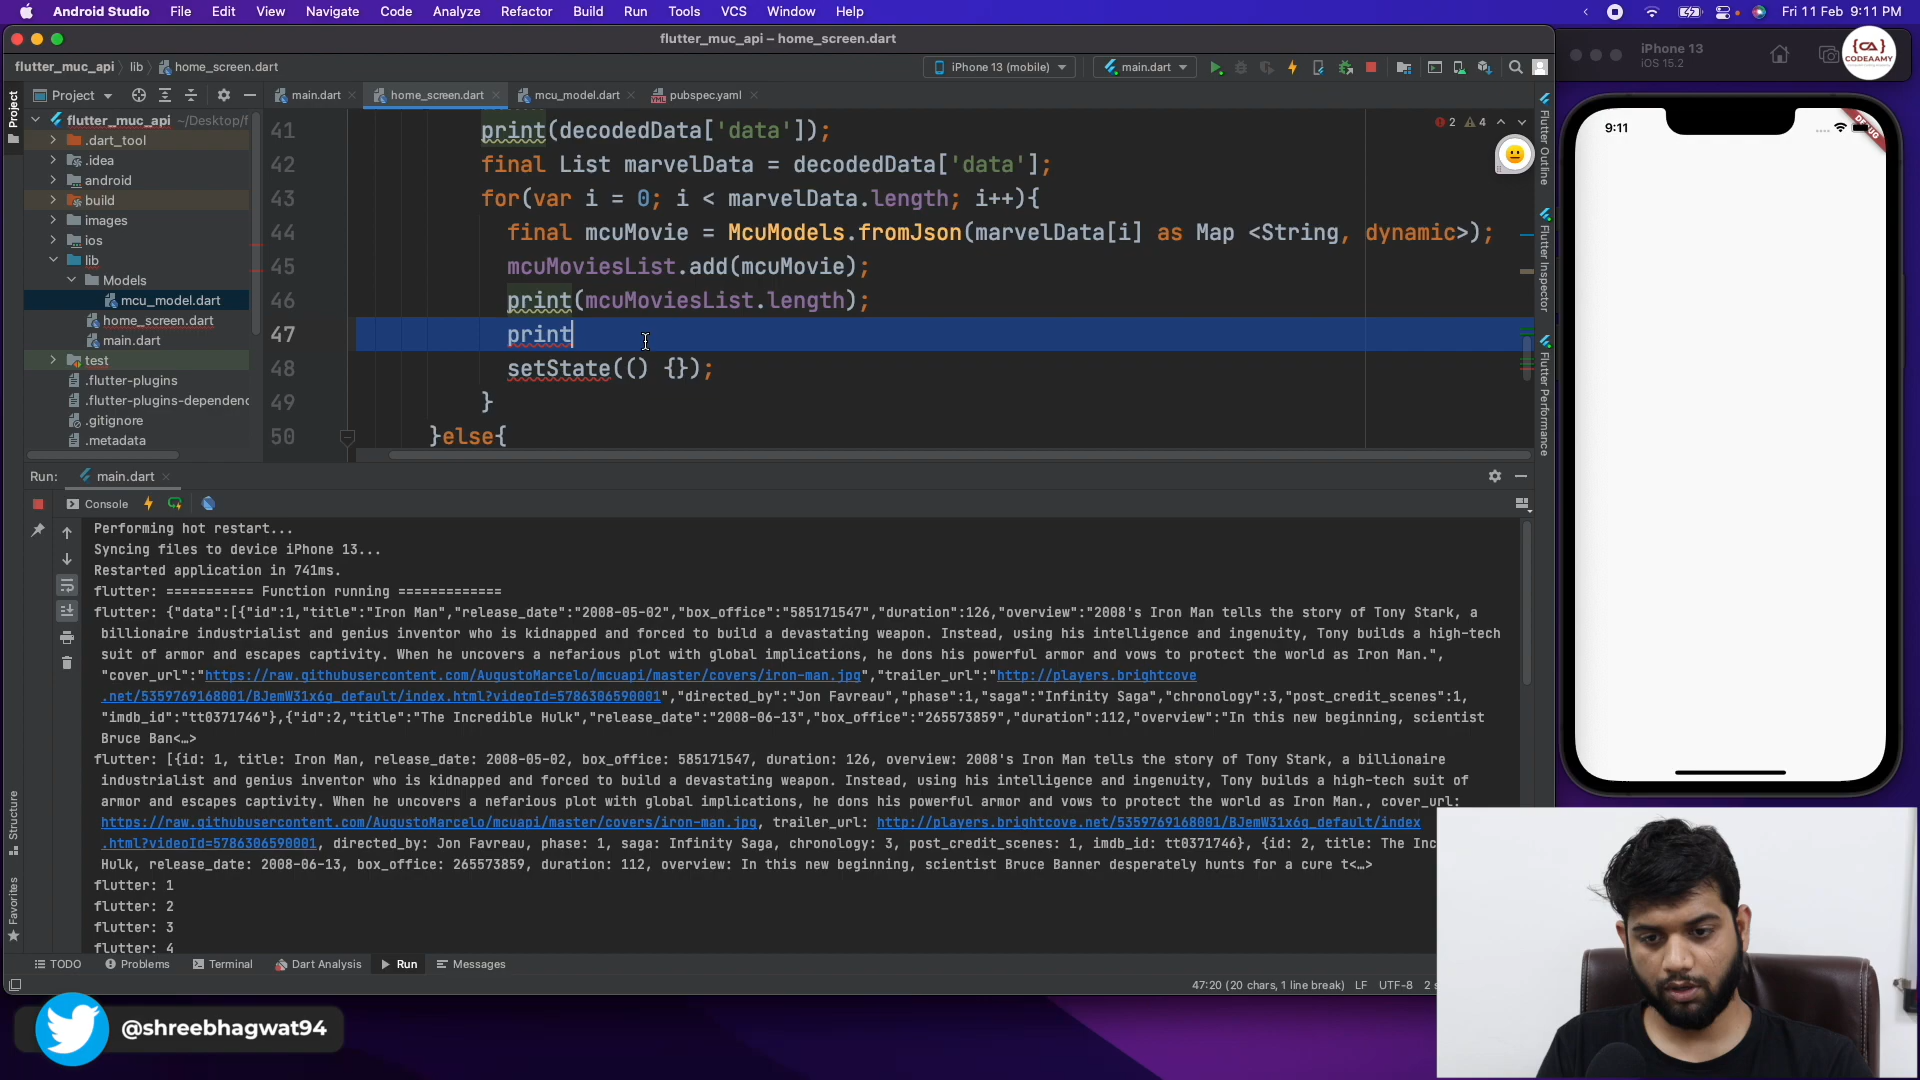 Android Studio File Edit View Navigate Code Analyze Refactor Build Run Tools VCS Window Help Fri 11 Feb 9:11 PM
flutter_muc_api – home_screen.dart
iPhone 13
iOS 15.2
{CA}
CODEAAMY
flutter_muc_api lib home_screen.dart iPhone 13 (mobile) main.dart
Project main.dart home_screen.dart mcu_model.dart pubspec.yaml
Project
flutter_muc_api ~/Desktop/f
.dart_tool
.idea
android
build
images
ios
lib
Models
mcu_model.dart
home_screen.dart
main.dart
test
.flutter-plugins
.flutter-plugins-dependenc
.gitignore
.metadata
2 4
41 print(decodedData['data']);
42 final List marvelData = decodedData['data'];
43 for(var i = 0; i < marvelData.length; i++){
44 final mcuMovie = McuModels.fromJson(marvelData[i] as Map <String, dynamic>);
45 mcuMoviesList.add(mcuMovie);
46 print(mcuMoviesList.length);
47 print
48 setState(() {});
49 }
50 }else{
Flutter Outline
Flutter Inspector
Flutter Performance
9:11
DEBUG
Run: main.dart
Console
Performing hot restart...
Syncing files to device iPhone 13...
Restarted application in 741ms.
flutter: =========== Function running =============
flutter: {"data":[{"id":1,"title":"Iron Man","release_date":"2008-05-02","box_office":"585171547","duration":126,"overview":"2008's Iron Man tells the story of Tony Stark, a
billionaire industrialist and genius inventor who is kidnapped and forced to build a devastating weapon. Instead, using his intelligence and ingenuity, Tony builds a high-tech
suit of armor and escapes captivity. When he uncovers a nefarious plot with global implications, he dons his powerful armor and vows to protect the world as Iron Man.",
"cover_url":"https://raw.githubusercontent.com/AugustoMarcelo/mcuapi/master/covers/iron-man.jpg","trailer_url":"http://players.brightcove
.net/5359769168001/BJemW31x6q_default/index.html?videoId=5786306590001","directed_by":"Jon Favreau","phase":1,"saga":"Infinity Saga","chronology":3,"post_credit_scenes":1,
"imdb_id":"tt0371746"},{"id":2,"title":"The Incredible Hulk","release_date":"2008-06-13","box_office":"265573859","duration":112,"overview":"In this new beginning, scientist
Bruce Ban<…>
flutter: [{id: 1, title: Iron Man, release_date: 2008-05-02, box_office: 585171547, duration: 126, overview: 2008's Iron Man tells the story of Tony Stark, a billionaire
industrialist and genius inventor who is kidnapped and forced to build a devastating weapon. Instead, using his intelligence and ingenuity, Tony builds a high-tech suit of
armor and escapes captivity. When he uncovers a nefarious plot with global implications, he dons his powerful armor and vows to protect the world as Iron Man., cover_url:
https://raw.githubusercontent.com/AugustoMarcelo/mcuapi/master/covers/iron-man.jpg, trailer_url: http://players.brightcove.net/5359769168001/BJemW31x6q_default/index
.html?videoId=5786306590001, directed_by: Jon Favreau, phase: 1, saga: Infinity Saga, chronology: 3, post_credit_scenes: 1, imdb_id: tt0371746}, {id: 2, title: The Inc
Hulk, release_date: 2008-06-13, box_office: 265573859, duration: 112, overview: In this new beginning, scientist Bruce Banner desperately hunts for a cure t<…>
flutter: 1
flutter: 2
flutter: 3
flutter: 4
Structure
Favorites
TODO Problems Terminal Dart Analysis Run Messages
47:20 (20 chars, 1 line break) LF UTF-8 2 s
@shreebhagwat94